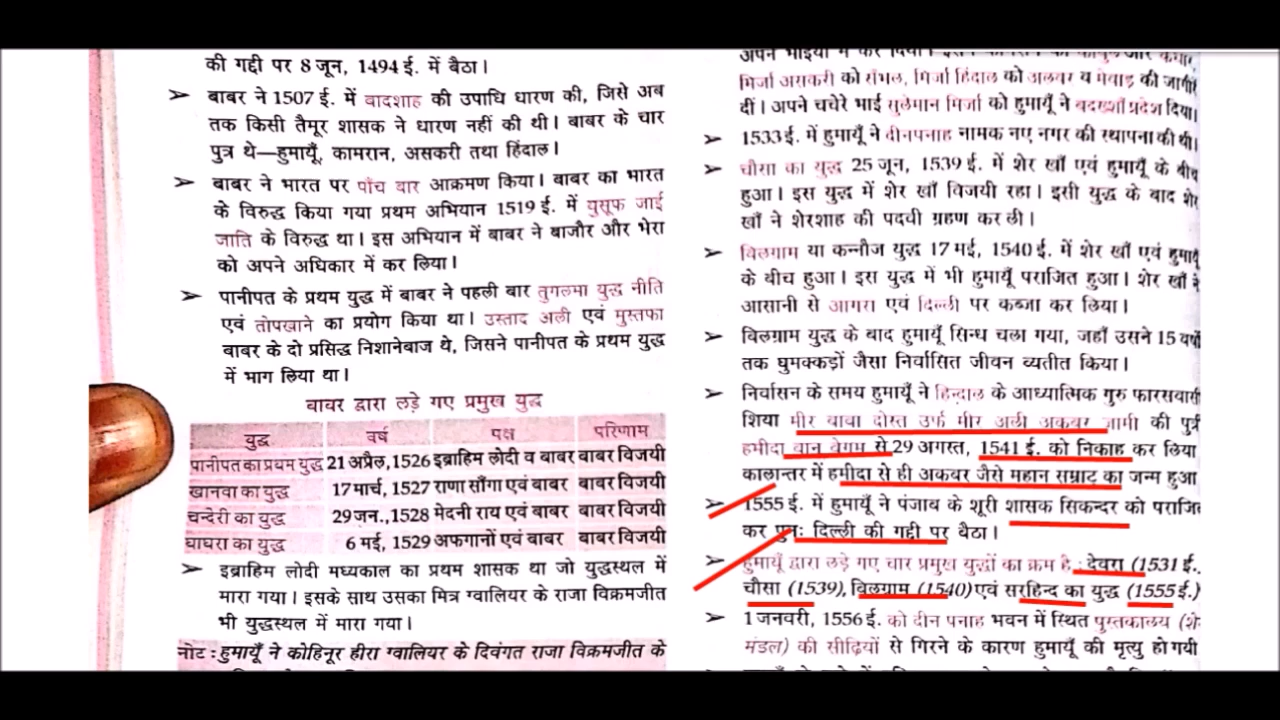 की गद्दी पर 8 जून, 1494 ई. में बैठा।
➢ बाबर ने 1507 ई. में बादशाह की उपाधि धारण की, जिसे अब
तक किसी तैमूर शासक ने धारण नहीं की थी। बाबर के चार
पुत्र थे—हुमायूँ, कामरान, असकरी तथा हिंदाल।
➢ बाबर ने भारत पर पाँच बार आक्रमण किया। बाबर का भारत
के विरुद्ध किया गया प्रथम अभियान 1519 ई. में युसूफ जाई
जाति के विरुद्ध था। इस अभियान में बाबर ने बाजौर और भेरा
को अपने अधिकार में कर लिया।
➢ पानीपत के प्रथम युद्ध में बाबर ने पहली बार तुगलमा युद्ध नीति
एवं तोपखाने का प्रयोग किया था। उस्ताद अली एवं मुस्तफा
बाबर के दो प्रसिद्ध निशानेबाज थे, जिसने पानीपत के प्रथम युद्ध
में भाग लिया था।
बाबर द्वारा लड़े गए प्रमुख युद्ध
युद्ध वर्ष पक्ष परिणाम
पानीपत का प्रथम युद्ध 21 अप्रैल, 1526 इब्राहिम लोदी व बाबर बाबर विजयी
खानवा का युद्ध 17 मार्च, 1527 राणा साँगा एवं बाबर बाबर विजयी
चन्देरी का युद्ध 29 जन., 1528 मेदनी राय एवं बाबर बाबर विजयी
घाघरा का युद्ध 6 मई, 1529 अफगानों एवं बाबर बाबर विजयी
➢ इब्राहिम लोदी मध्यकाल का प्रथम शासक था जो युद्धस्थल में
मारा गया। इसके साथ उसका मित्र ग्वालियर के राजा विक्रमजीत
भी युद्धस्थल में मारा गया।
नोट : हुमायूँ ने कोहिनूर हीरा ग्वालियर के दिवंगत राजा विक्रमजीत के
अपने भाइयों में कर दिया।
मिर्जा असकरी को संभल, मिर्जा हिंदाल को अलवर व मेवाड़ की जागीरें
दीं। अपने चचेरे भाई सुलेमान मिर्जा को हुमायूँ ने बदख्शाँ प्रदेश दिया।
➢ 1533 ई. में हुमायूँ ने दीनपनाह नामक नए नगर की स्थापना की थी।
➢ चौसा का युद्ध 25 जून, 1539 ई. में शेर खाँ एवं हुमायूँ के बीच
हुआ। इस युद्ध में शेर खाँ विजयी रहा। इसी युद्ध के बाद शेर
खाँ ने शेरशाह की पदवी ग्रहण कर ली।
➢ बिलग्राम या कन्नौज युद्ध 17 मई, 1540 ई. में शेर खाँ एवं हुमायूँ
के बीच हुआ। इस युद्ध में भी हुमायूँ पराजित हुआ। शेर खाँ ने
आसानी से आगरा एवं दिल्ली पर कब्जा कर लिया।
➢ बिलग्राम युद्ध के बाद हुमायूँ सिन्ध चला गया, जहाँ उसने 15 वर्षों
तक घुमक्कड़ों जैसा निर्वासित जीवन व्यतीत किया।
➢ निर्वासन के समय हुमायूँ ने हिन्दाल के आध्यात्मिक गुरु फारसवासी
शिया मीर बाबा दोस्त उर्फ मीर अली अकबर जामी की पुत्री
हमीदा बान बेगम से 29 अगस्त, 1541 ई. को निकाह कर लिया
कालान्तर में हमीदा से ही अकबर जैसे महान सम्राट् का जन्म हुआ
➢ 1555 ई. में हुमायूँ ने पंजाब के शूरी शासक सिकन्दर को पराजित
कर पुनः दिल्ली की गद्दी पर बैठा।
➢ हुमायूँ द्वारा लड़े गए चार प्रमुख युद्धों का क्रम है : देवरा (1531 ई.
चौसा (1539), बिलग्राम (1540) एवं सरहिन्द का युद्ध (1555 ई.)
➢ 1 जनवरी, 1556 ई. को दीन पनाह भवन में स्थित पुस्तकालय (शेर
मंडल) की सीढ़ियों से गिरने के कारण हुमायूँ की मृत्यु हो गयी